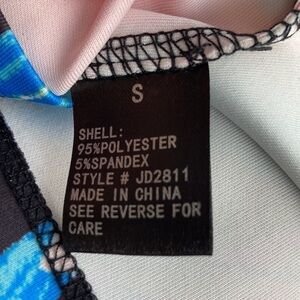 S
SHELL:
95%POLYESTER
5%SPANDEX
STYLE # JD2811
MADE IN CHINA
SEE REVERSE FOR
CARE